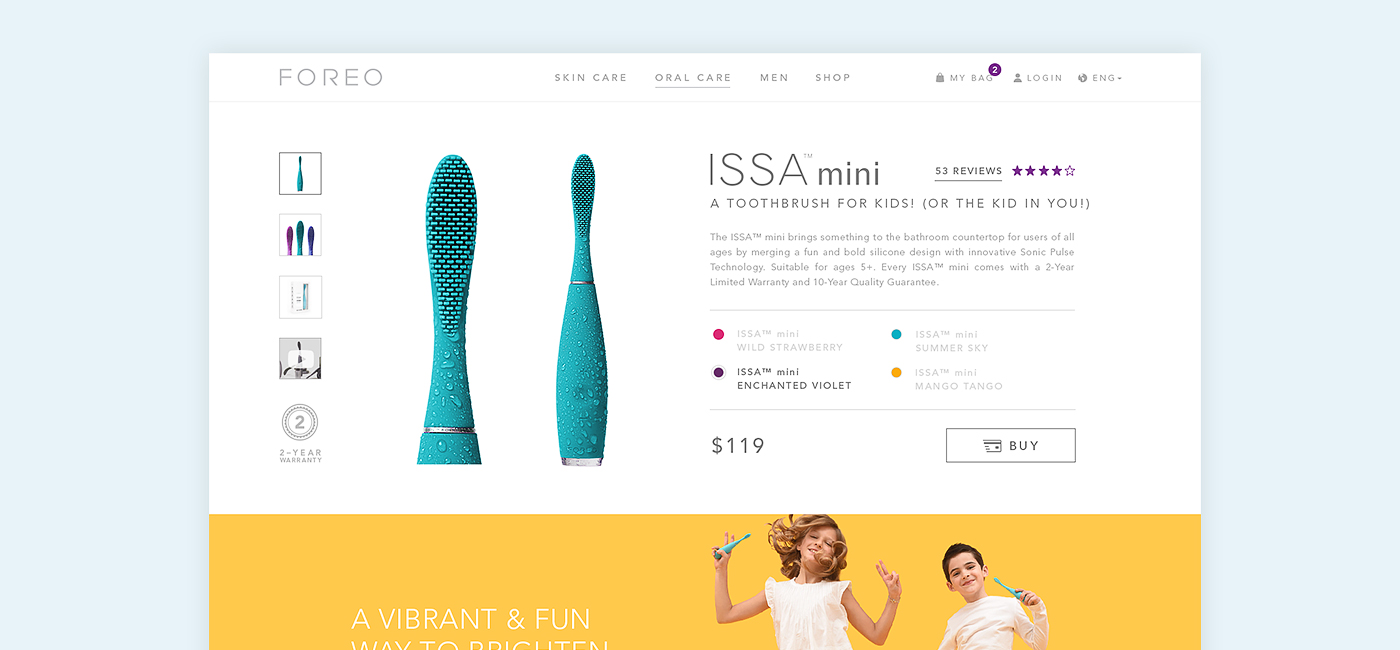 FOREO
SKIN CARE
ORAL CARE
MEN
SHOP
MY BAG
2
LOGIN
ENG
ISSA™ mini
53 REVIEWS
A TOOTHBRUSH FOR KIDS! (OR THE KID IN YOU!)
The ISSA™ mini brings something to the bathroom countertop for users of all
ages by merging a fun and bold silicone design with innovative Sonic Pulse
Technology. Suitable for ages 5+. Every ISSA™ mini comes with a 2-Year
Limited Warranty and 10-Year Quality Guarantee.
ISSA™ mini
WILD STRAWBERRY
ISSA™ mini
SUMMER SKY
ISSA™ mini
ENCHANTED VIOLET
ISSA™ mini
MANGO TANGO
2
2-YEAR
WARRANTY
$119
BUY
A VIBRANT & FUN
WAY TO BRIGHTEN